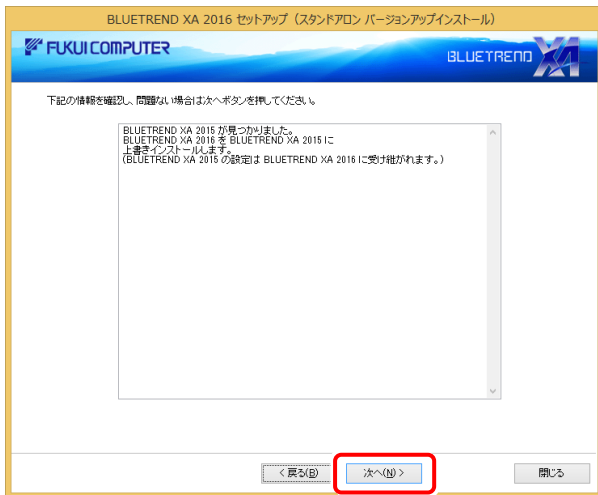 BLUETREND XA 2016 セットアップ（スタンドアロン バージョンアップインストール）
FUKUI COMPUTER
BLUETREND XA
下記の情報を確認し、問題ない場合は次へボタンを押してください。
BLUETREND XA 2015 が見つかりました。
BLUETREND XA 2016 を BLUETREND XA 2015 に
上書きインストールします。
(BLUETREND XA 2015 の設定は BLUETREND XA 2016 に受け継がれます。)
< 戻る(B)
次へ(N) >
閉じる